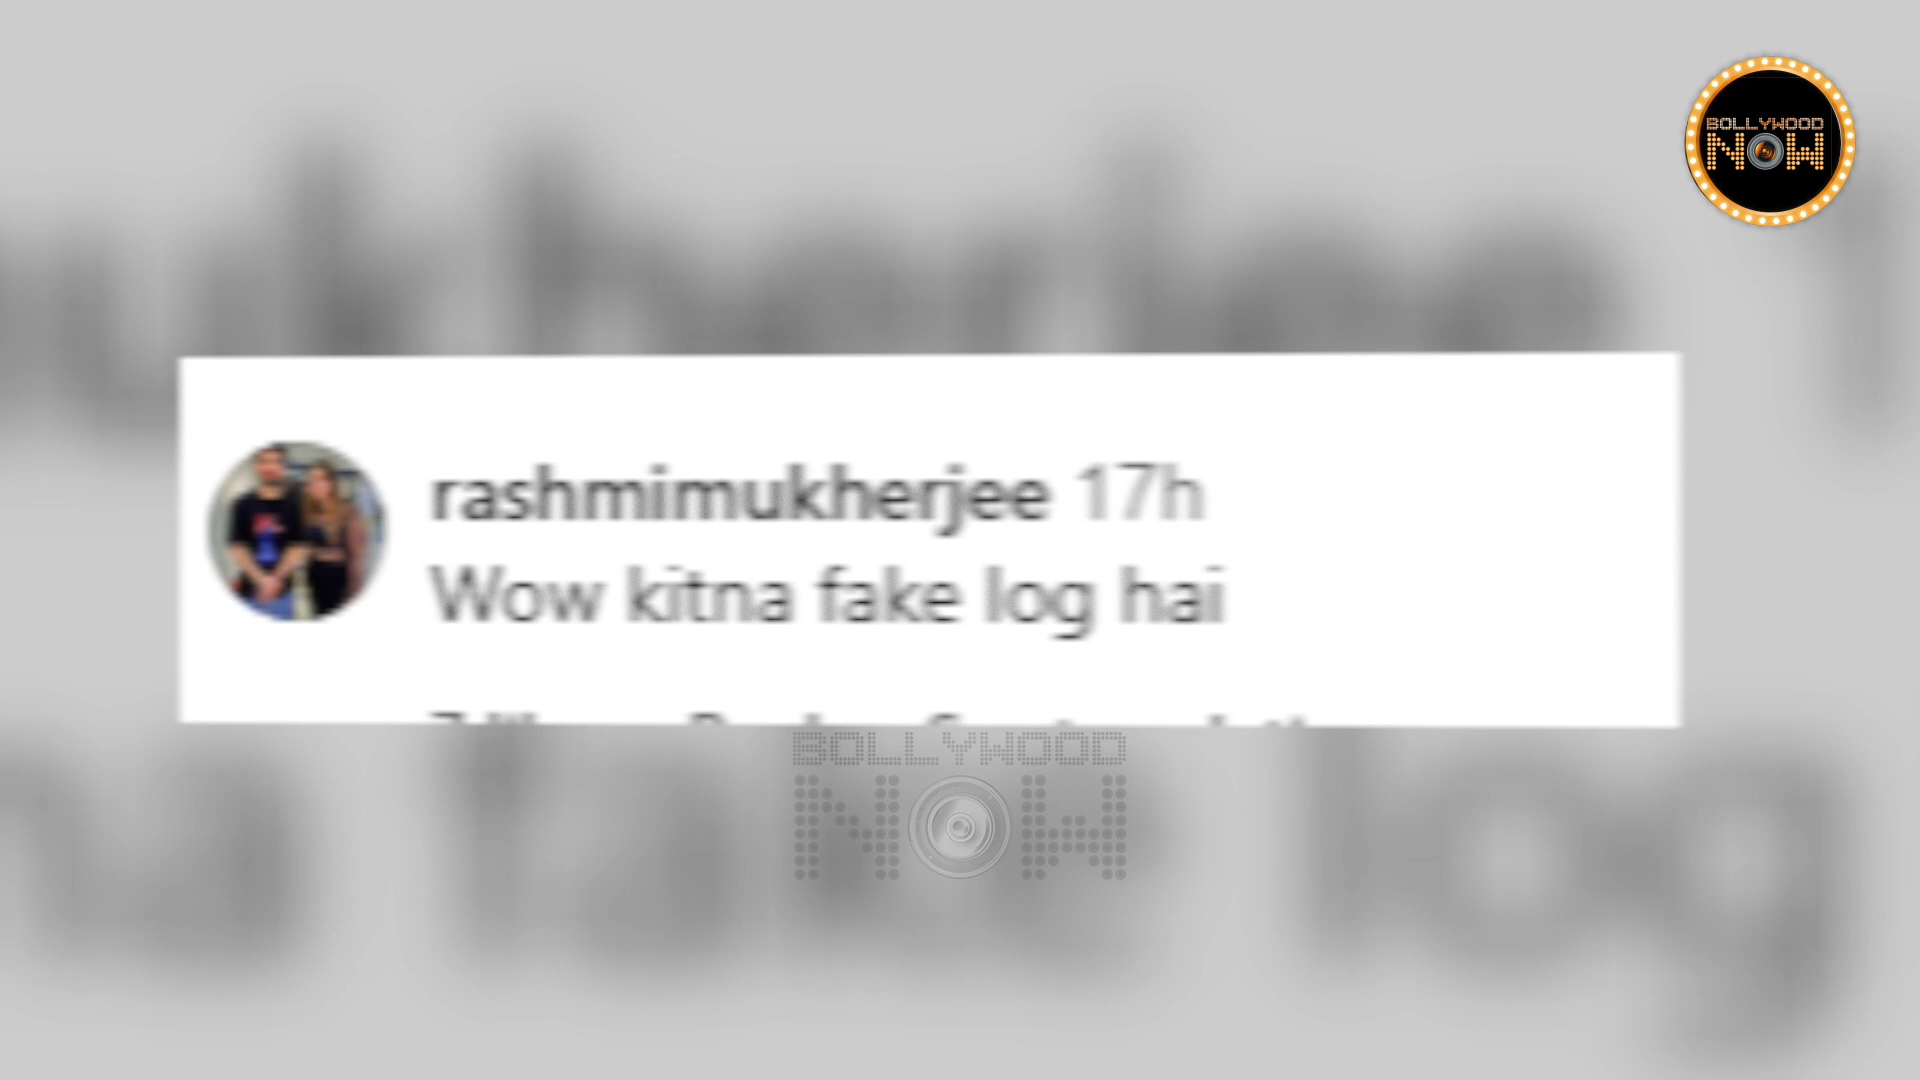 BOLLYWOOD
NOW
rashmimukherjee 17h
Wow kitna fake log hai
BOLLYWOOD
NOW